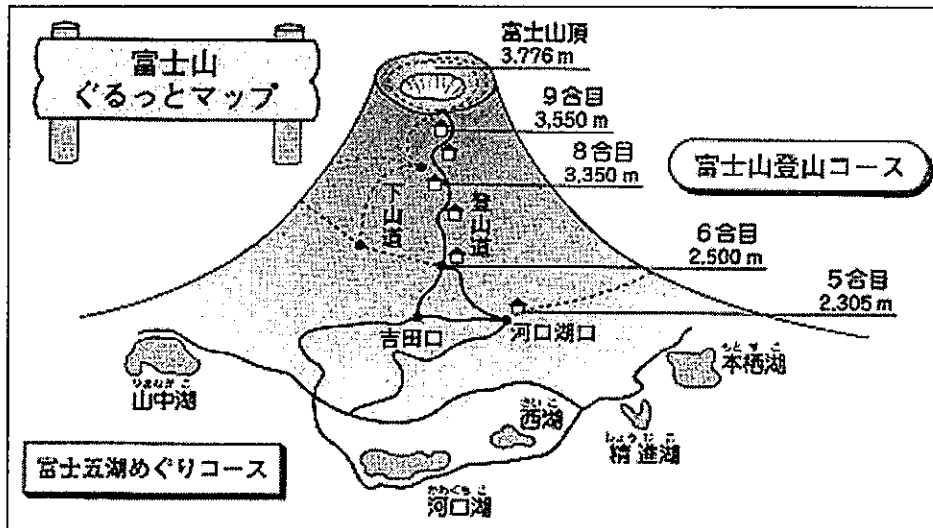 富士山
ぐるっとマップ
富士山頂
3.776 m
9合目
3,550 m
8合目
3,350 m
富士山登山コース
下山道
登山道
6合目
2.500 m
5合目
2.305 m
吉田口
河口湖口
もとすこ
本栖湖
やまなかこ
山中湖
さいこ
西湖
しょうじこ
精進湖
富士五湖めぐりコース
かわぐちこ
河口湖